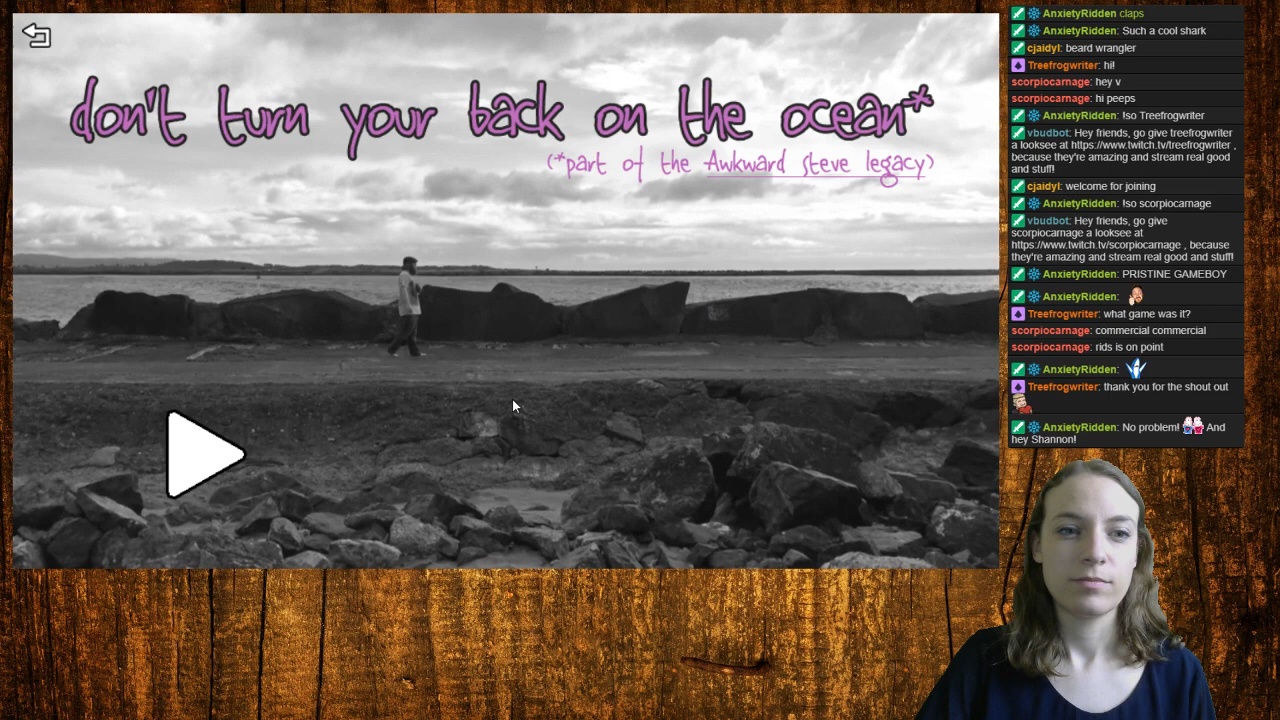 don't turn your back on the ocean*
(*part of the Awkward Steve legacy)
AnxietyRidden claps
AnxietyRidden: Such a cool shark
cjaidyl: beard wrangler
Treefrogwriter: hi!
scorpiocarnage: hey v
scorpiocarnage: hi peeps
AnxietyRidden: !so Treefrogwriter
vbudbot: Hey friends, go give treefrogwriter
a looksee at https://www.twitch.tv/treefrogwriter ,
because they're amazing and stream real good
and stuff!
cjaidyl: welcome for joining
AnxietyRidden: !so scorpiocarnage
vbudbot: Hey friends, go give
scorpiocarnage a looksee at
https://www.twitch.tv/scorpiocarnage , because
they're amazing and stream real good and stuff!
AnxietyRidden: PRISTINE GAMEBOY
AnxietyRidden:
Treefrogwriter: what game was it?
scorpiocarnage: commercial commercial
scorpiocarnage: rids is on point
AnxietyRidden:
Treefrogwriter: thank you for the shout out
AnxietyRidden: No problem! And
hey Shannon!